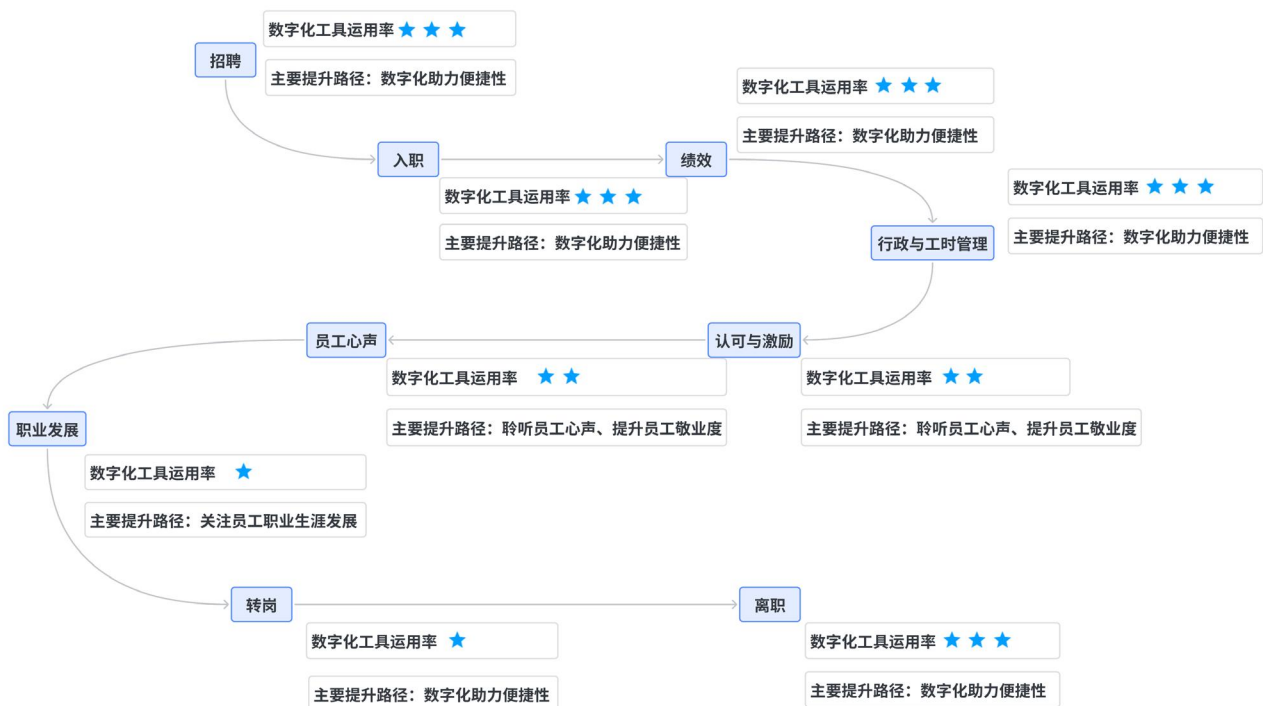 招聘
数字化工具运用率 ★ ★ ★
主要提升路径：数字化助力便捷性
入职
数字化工具运用率 ★ ★ ★
主要提升路径：数字化助力便捷性
绩效
数字化工具运用率 ★ ★ ★
主要提升路径：数字化助力便捷性
行政与工时管理
数字化工具运用率 ★ ★ ★
主要提升路径：数字化助力便捷性
认可与激励
数字化工具运用率 ★ ★
主要提升路径：聆听员工心声、提升员工敬业度
员工心声
数字化工具运用率 ★ ★
主要提升路径：聆听员工心声、提升员工敬业度
职业发展
数字化工具运用率 ★
主要提升路径：关注员工职业生涯发展
转岗
数字化工具运用率 ★
主要提升路径：数字化助力便捷性
离职
数字化工具运用率 ★ ★ ★
主要提升路径：数字化助力便捷性